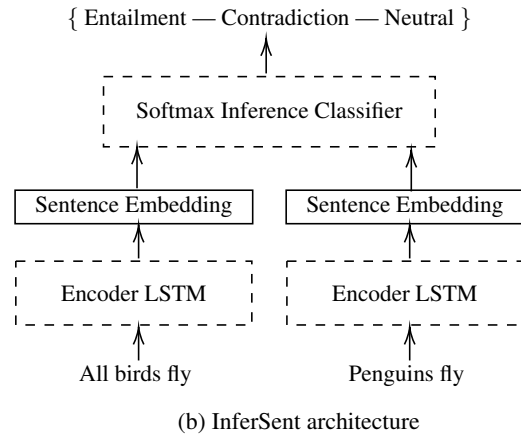 { Entailment — Contradiction — Neutral }
Softmax Inference Classifier
Sentence Embedding
Sentence Embedding
Encoder LSTM
Encoder LSTM
All birds fly
Penguins fly
(b) InferSent architecture